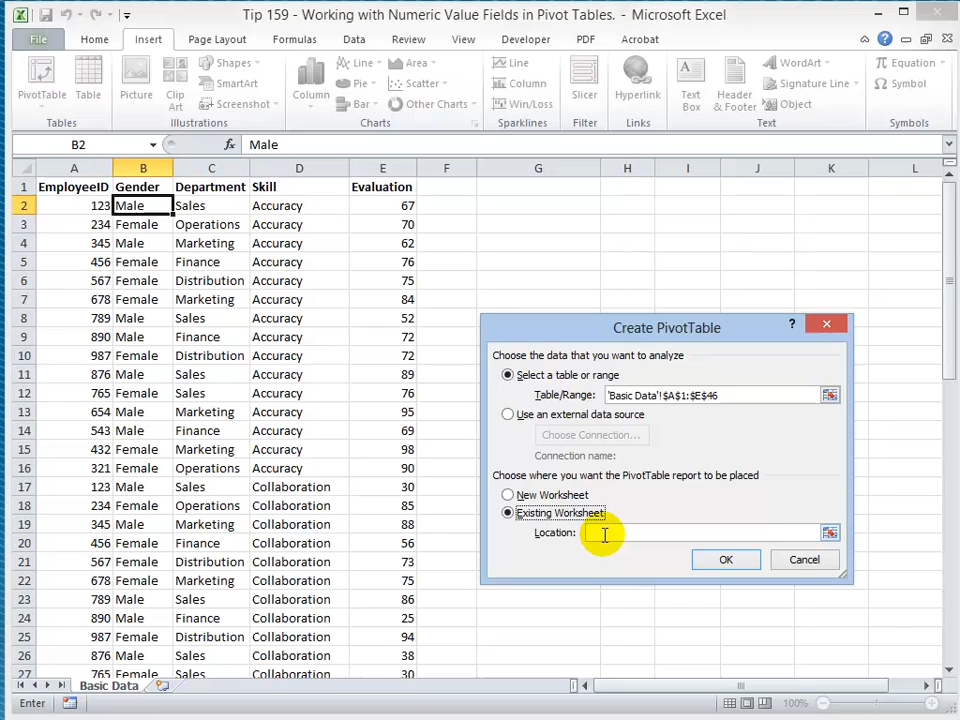 Tip 159 - Working with Numeric Value Fields in Pivot Tables. - Microsoft Excel
File Home Insert Page Layout Formulas Data Review View Developer PDF Acrobat
PivotTable Table Picture Clip Art Shapes SmartArt Screenshot Column Line Pie Bar Area Scatter Other Charts Line Column Win/Loss Slicer Hyperlink Text Box Header & Footer WordArt Signature Line Object Equation Symbol
Tables Illustrations Charts Sparklines Filter Links Text Symbols
B2 fx Male
A B C D E F G H I J K L
1 EmployeeID Gender Department Skill Evaluation
2 123 Male Sales Accuracy 67
3 234 Female Operations Accuracy 70
4 345 Male Marketing Accuracy 62
5 456 Female Finance Accuracy 76
6 567 Female Distribution Accuracy 75
7 678 Female Marketing Accuracy 84
8 789 Male Sales Accuracy 52
9 890 Male Finance Accuracy 72
10 987 Female Distribution Accuracy 72
11 876 Male Sales Accuracy 89
12 765 Female Sales Accuracy 76
13 654 Male Marketing Accuracy 95
14 543 Male Finance Accuracy 69
15 432 Female Marketing Accuracy 98
16 321 Female Operations Accuracy 90
17 123 Male Sales Collaboration 30
18 234 Female Operations Collaboration 85
19 345 Male Marketing Collaboration 88
20 456 Female Finance Collaboration 56
21 567 Female Distribution Collaboration 73
22 678 Female Marketing Collaboration 75
23 789 Male Sales Collaboration 86
24 890 Male Finance Collaboration 25
25 987 Female Distribution Collaboration 94
26 876 Male Sales Collaboration 38
27 765 Female Sales Collaboration 30
Create PivotTable
?
Choose the data that you want to analyze
Select a table or range
Table/Range: 'Basic Data'!$A$1:$E$46
Use an external data source
Choose Connection...
Connection name:
Choose where you want the PivotTable report to be placed
New Worksheet
Existing Worksheet
Location:
OK Cancel
Basic Data
Enter 100%